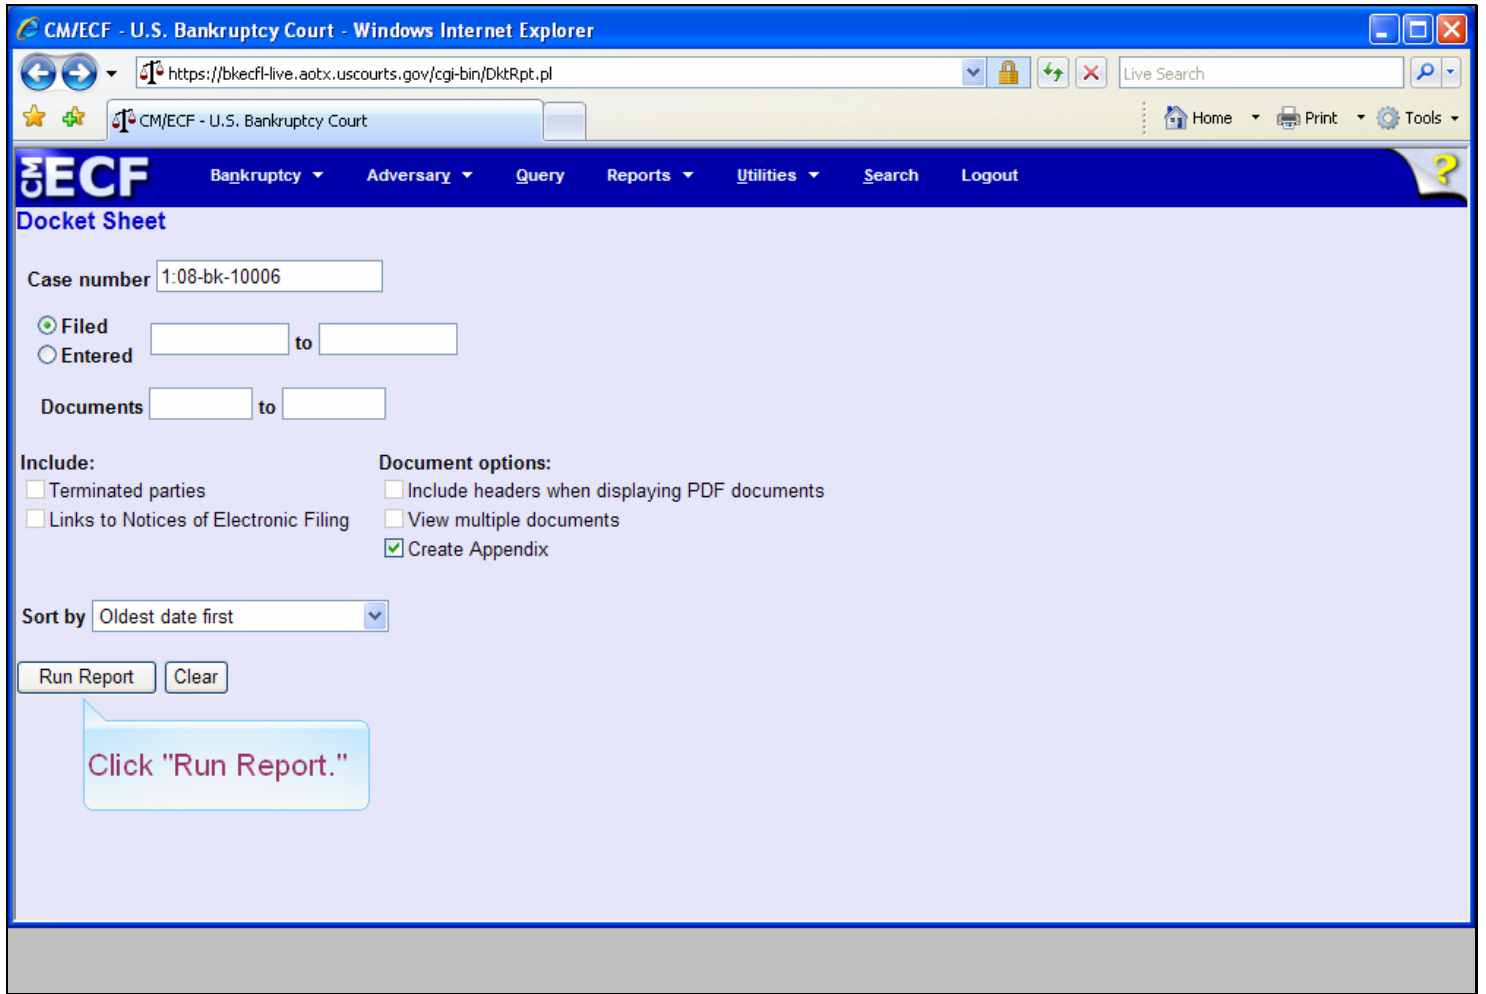 CM/ECF - U.S. Bankruptcy Court - Windows Internet Explorer
https://bkecfl-live.aotx.uscourts.gov/cgi-bin/DktRpt.pl
Live Search
CM/ECF - U.S. Bankruptcy Court
Home Print Tools
CM ECF Bankruptcy Adversary Query Reports Utilities Search Logout ?
Docket Sheet
Case number 1:08-bk-10006
Filed
to
Entered
Documents to
Include: Document options:
Terminated parties Include headers when displaying PDF documents
Links to Notices of Electronic Filing View multiple documents
Create Appendix
Sort by Oldest date first
Run Report Clear
Click "Run Report."